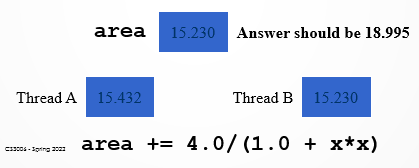 area 15.230 Answer should be 18.995
Thread A 15.432 Thread B 15.230
CS3006 - Spring 2022 area += 4.0/(1.0 + x*x)